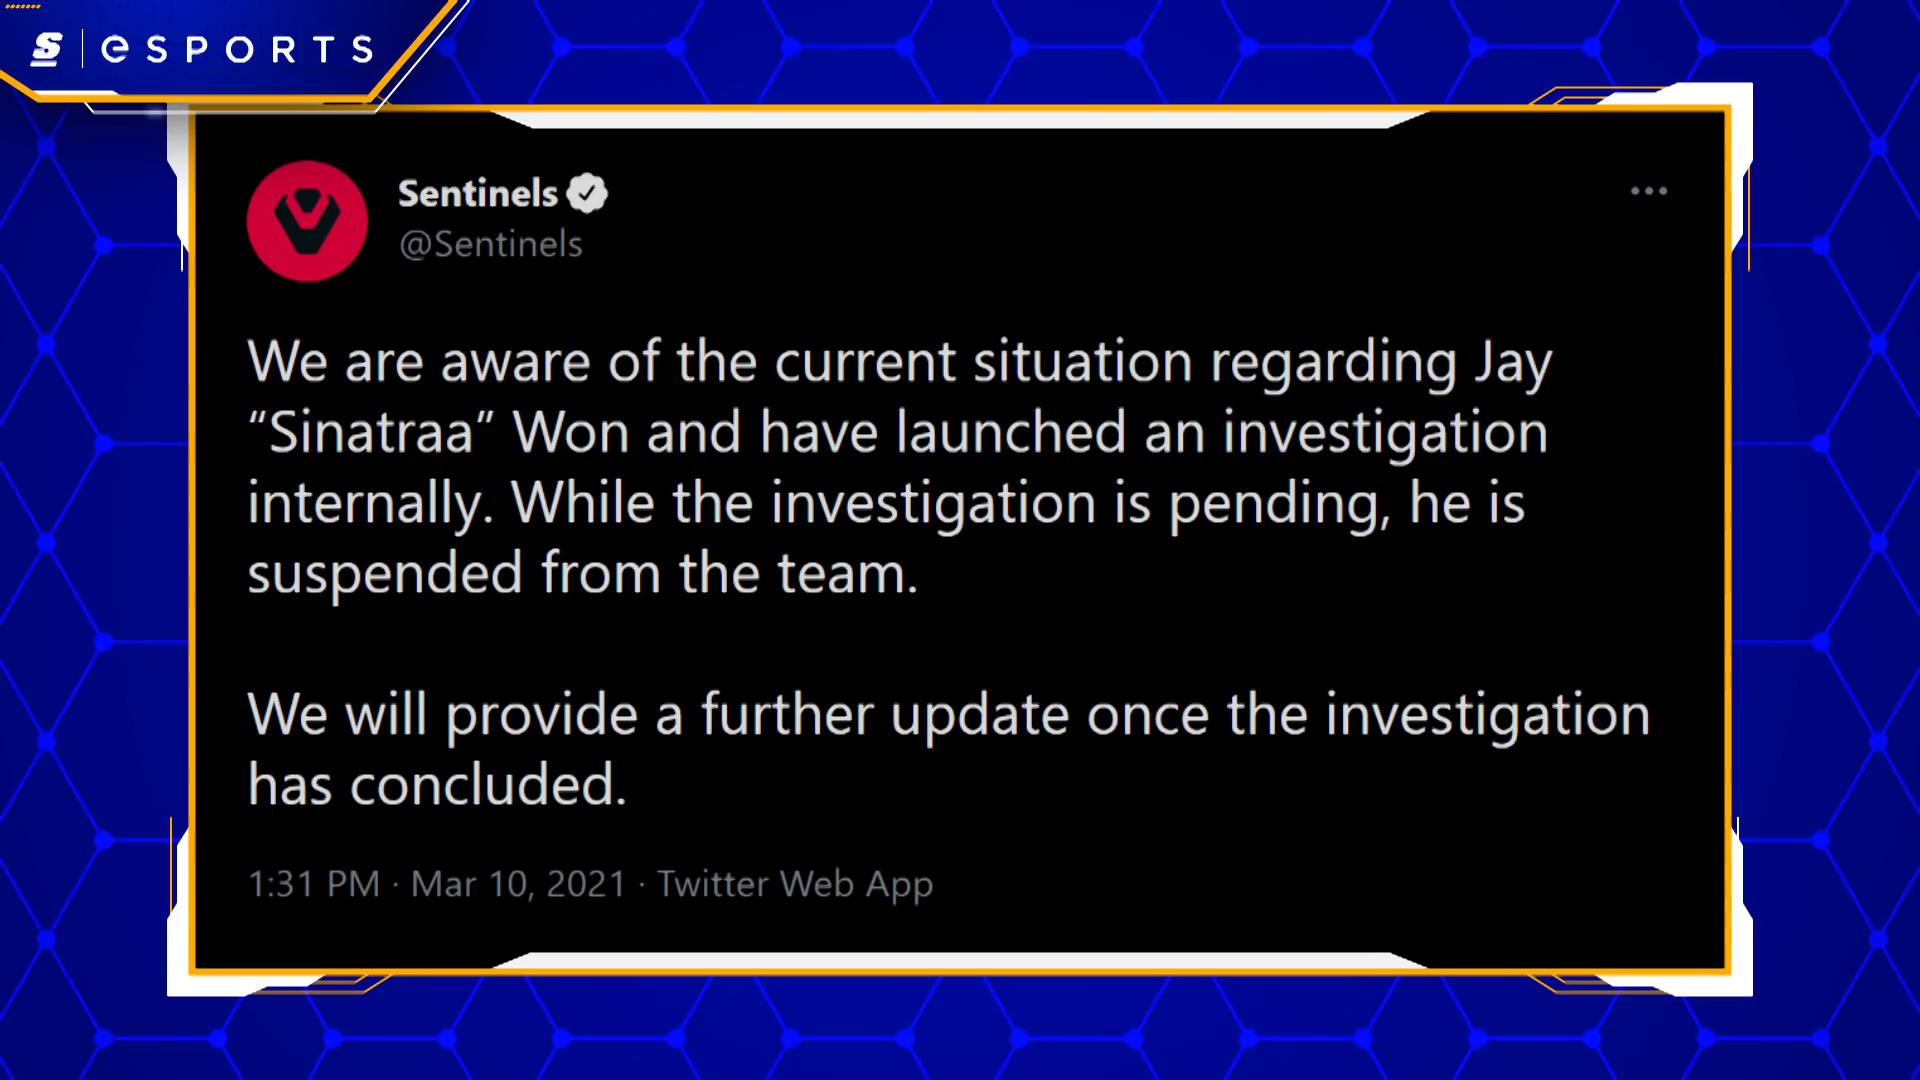 S | eSPORTS
Sentinels
@Sentinels
We are aware of the current situation regarding Jay
“Sinatraa” Won and have launched an investigation
internally. While the investigation is pending, he is
suspended from the team.
We will provide a further update once the investigation
has concluded.
1:31 PM · Mar 10, 2021 · Twitter Web App